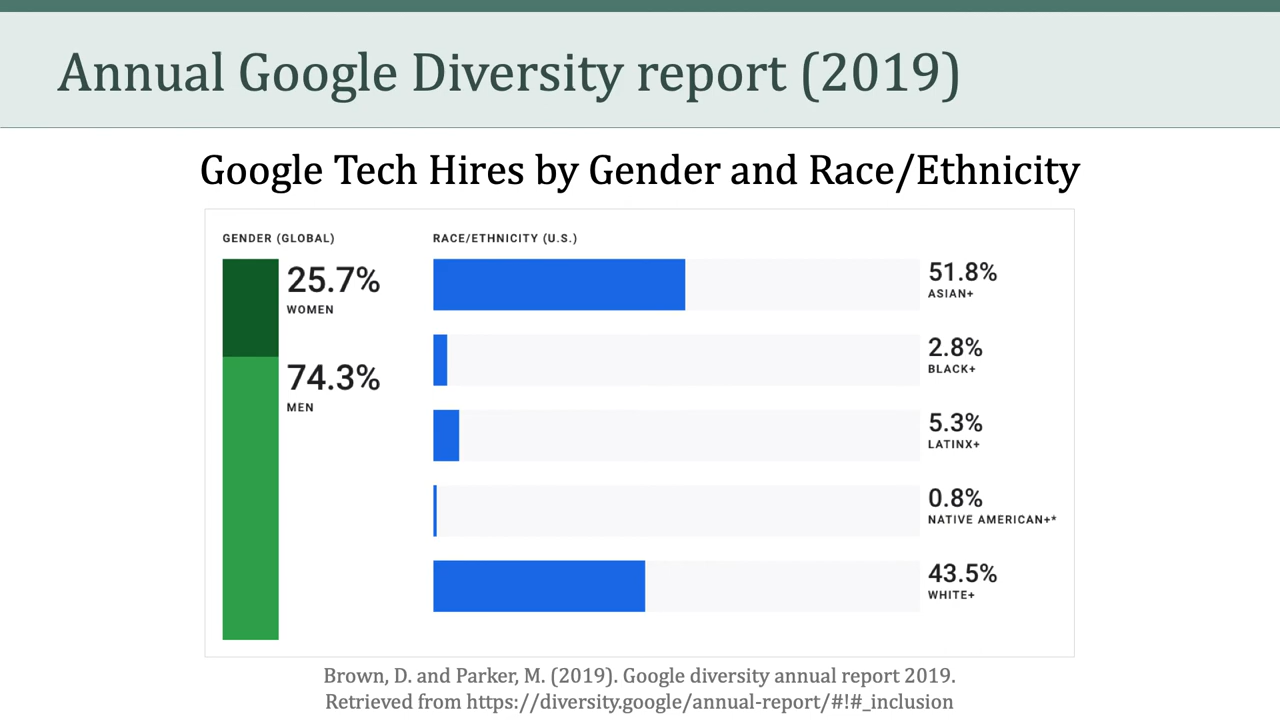 Annual Google Diversity report (2019)
Google Tech Hires by Gender and Race/Ethnicity
GENDER (GLOBAL)
25.7%
WOMEN
74.3%
MEN
RACE/ETHNICITY (U.S.)
51.8%
ASIAN+
2.8%
BLACK+
5.3%
LATINX+
0.8%
NATIVE AMERICAN+*
43.5%
WHITE+
Brown, D. and Parker, M. (2019). Google diversity annual report 2019.
Retrieved from https://diversity.google/annual-report/#!#_inclusion